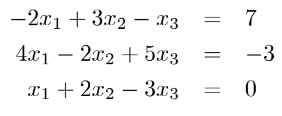 −2x₁ + 3x₂ − x₃ = 7
4x₁ − 2x₂ + 5x₃ = −3
x₁ + 2x₂ − 3x₃ = 0